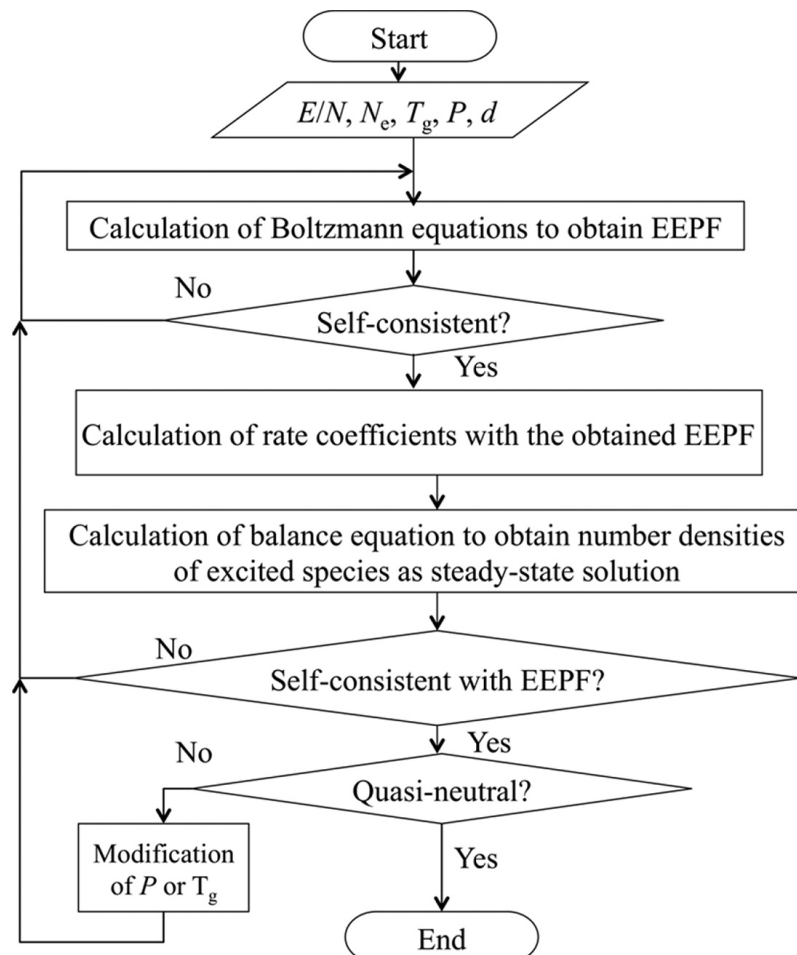 Start
E/N, Nₑ, T_g, P, d
Calculation of Boltzmann equations to obtain EEPF
No
Self-consistent?
Yes
Calculation of rate coefficients with the obtained EEPF
Calculation of balance equation to obtain number densities
of excited species as steady-state solution
No
Self-consistent with EEPF?
Yes
No
Quasi-neutral?
Modification
of P or T_g
Yes
End